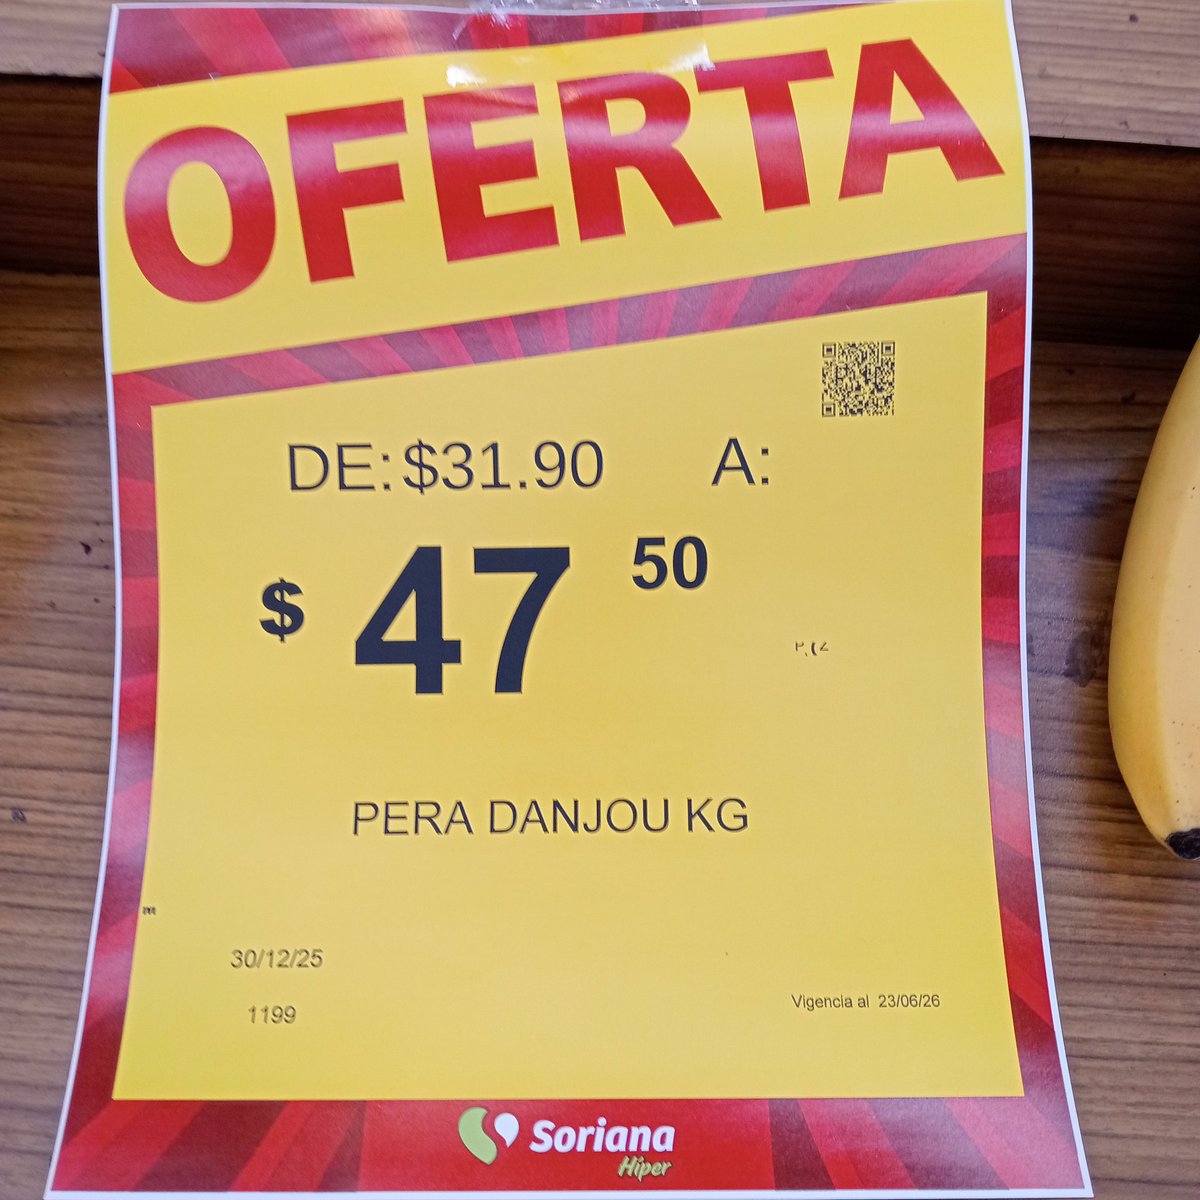 OFERTA
DE: $31.90 A:
$ 47 50
PERA DANJOU KG
30/12/25
1199
Vigencia al 23/06/26
Soriana
Híper